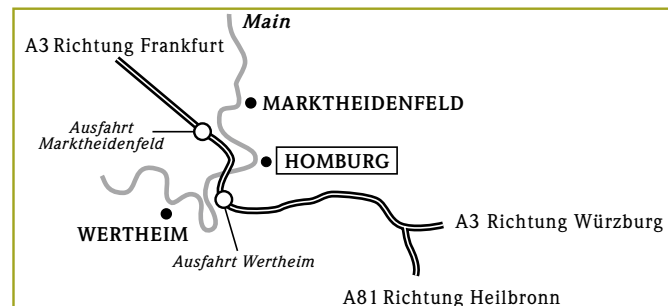 Main
A3 Richtung Frankfurt
MARKTHEIDENFELD
Ausfahrt
Marktheidenfeld
HOMBURG
A3 Richtung Würzburg
WERTHEIM
Ausfahrt Wertheim
A81 Richtung Heilbronn